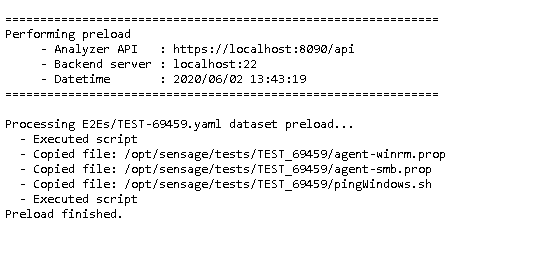 ==============================================================
Performing preload
- Analyzer API : https://localhost:8090/api
- Backend server : localhost:22
- Datetime : 2020/06/02 13:43:19
==============================================================
Processing E2Es/TEST-69459.yaml dataset preload...
- Executed script
- Copied file: /opt/sensage/tests/TEST_69459/agent-winrm.prop
- Copied file: /opt/sensage/tests/TEST_69459/agent-smb.prop
- Copied file: /opt/sensage/tests/TEST_69459/pingWindows.sh
- Executed script
Preload finished.